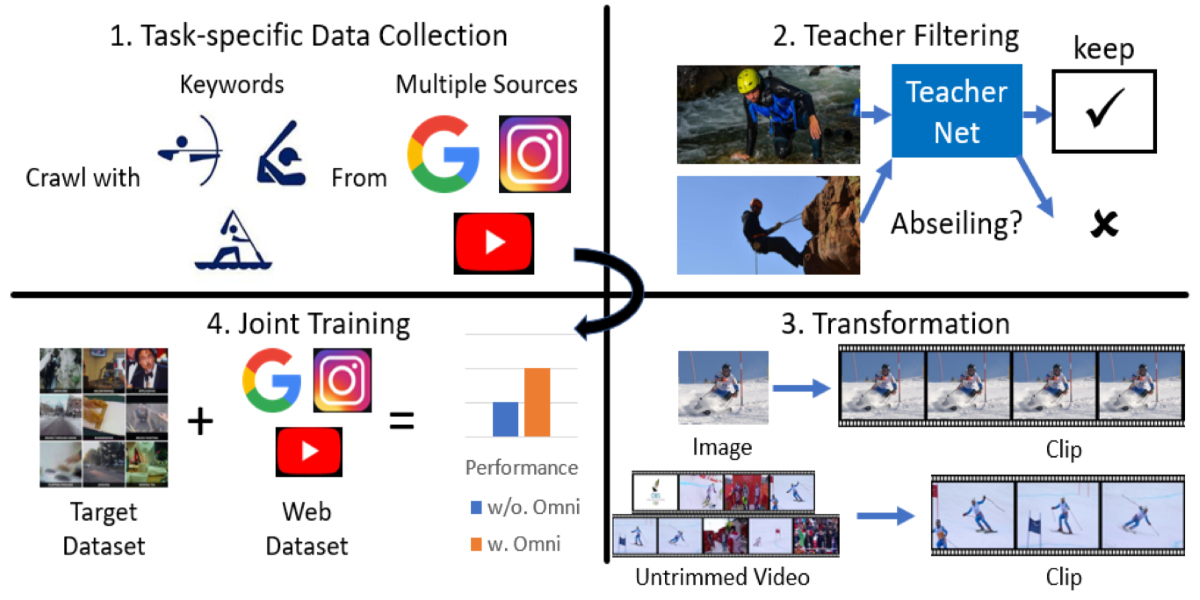 1. Task-specific Data Collection
Keywords
Multiple Sources
Crawl with
From
2. Teacher Filtering
keep
Teacher
Net
Abseiling?
3. Transformation
Image
Clip
Untrimmed Video
Clip
4. Joint Training
+
=
Target
Dataset
Web
Dataset
Performance
w/o. Omni
w. Omni